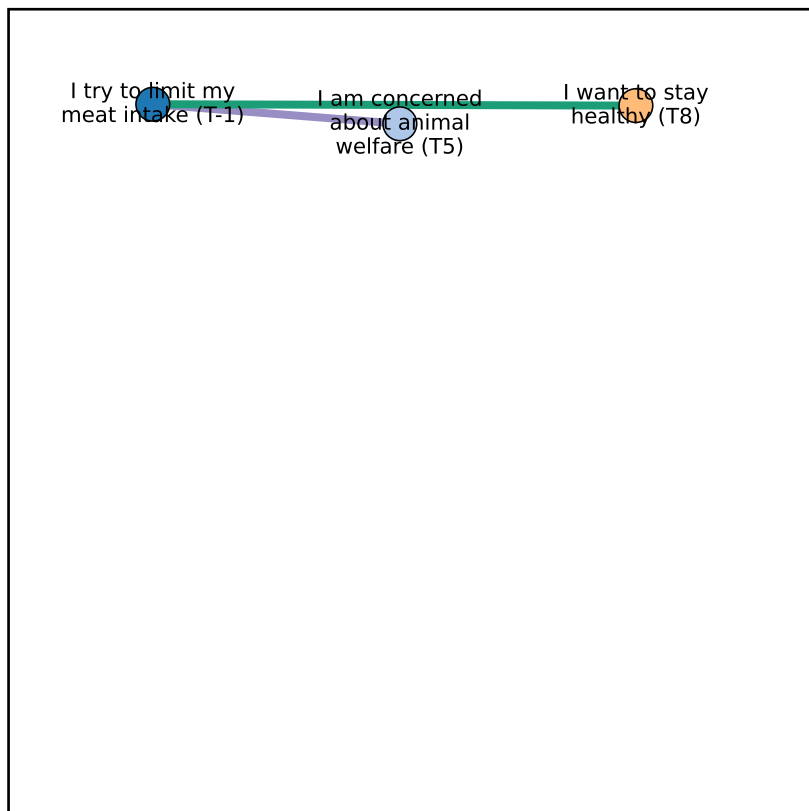 I try to limit my
meat intake (T-1)
I am concerned
about animal
welfare (T5)
I want to stay
healthy (T8)